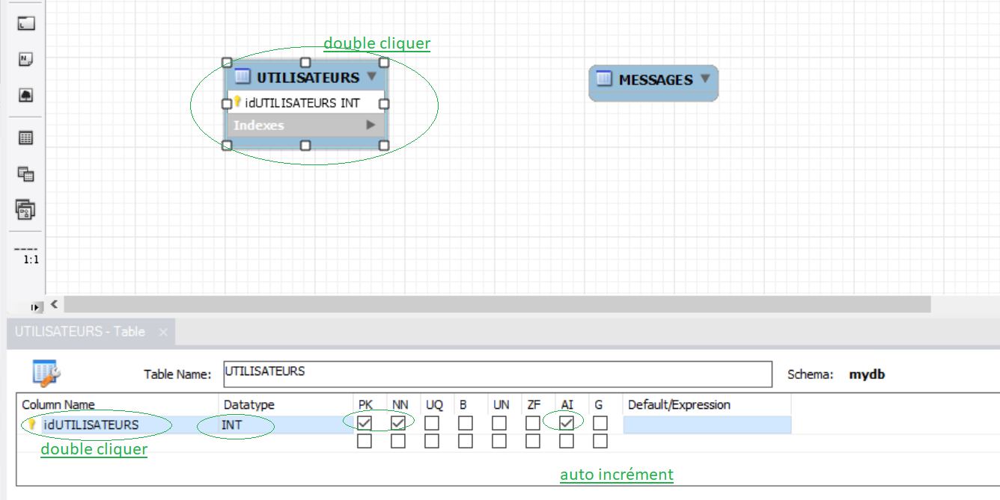 double cliquer
UTILISATEURS
idUTILISATEURS INT
Indexes
MESSAGES
L
N
1:1
UTILISATEURS - Table ×
Table Name: UTILISATEURS Schema: mydb
Column Name Datatype PK NN UQ B UN ZF AI G Default/Expression
idUTILISATEURS INT
double cliquer
auto incrément